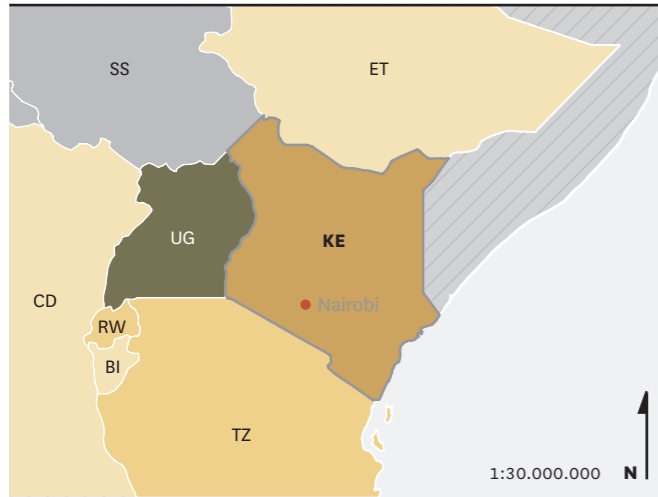 SS
ET
UG
KE
CD
Nairobi
RW
BI
TZ
1:30.000.000 N